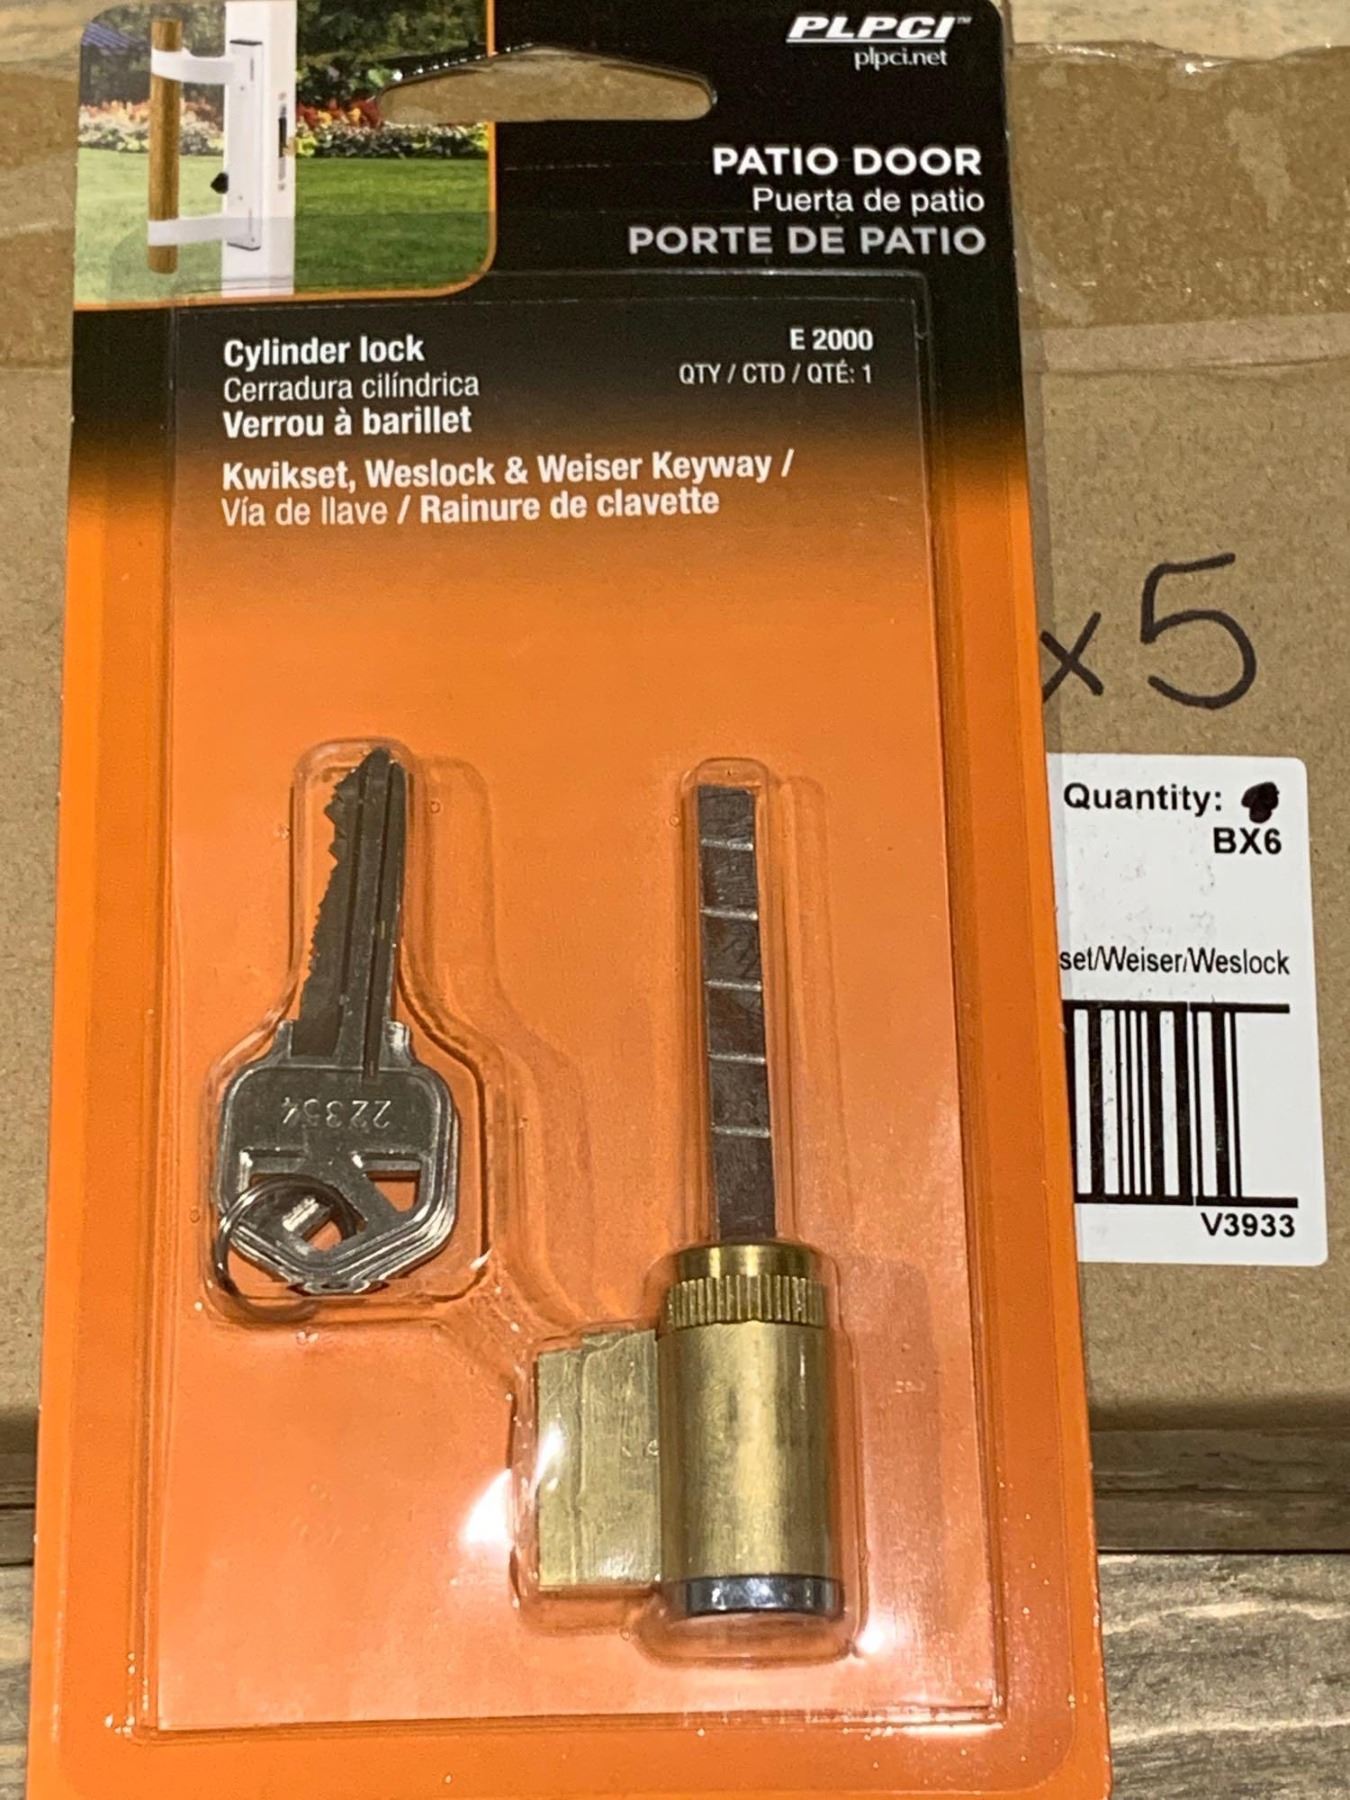 PLPCI™
plpci.net
PATIO DOOR
Puerta de patio
PORTE DE PATIO
Cylinder lock
Cerradura cilíndrica
Verrou à barillet
E 2000
QTY / CTD / QTÉ: 1
Kwikset, Weslock & Weiser Keyway /
Vía de llave / Rainure de clavette
x5
Quantity:
BX6
set/Weiser/Weslock
V3933
22354